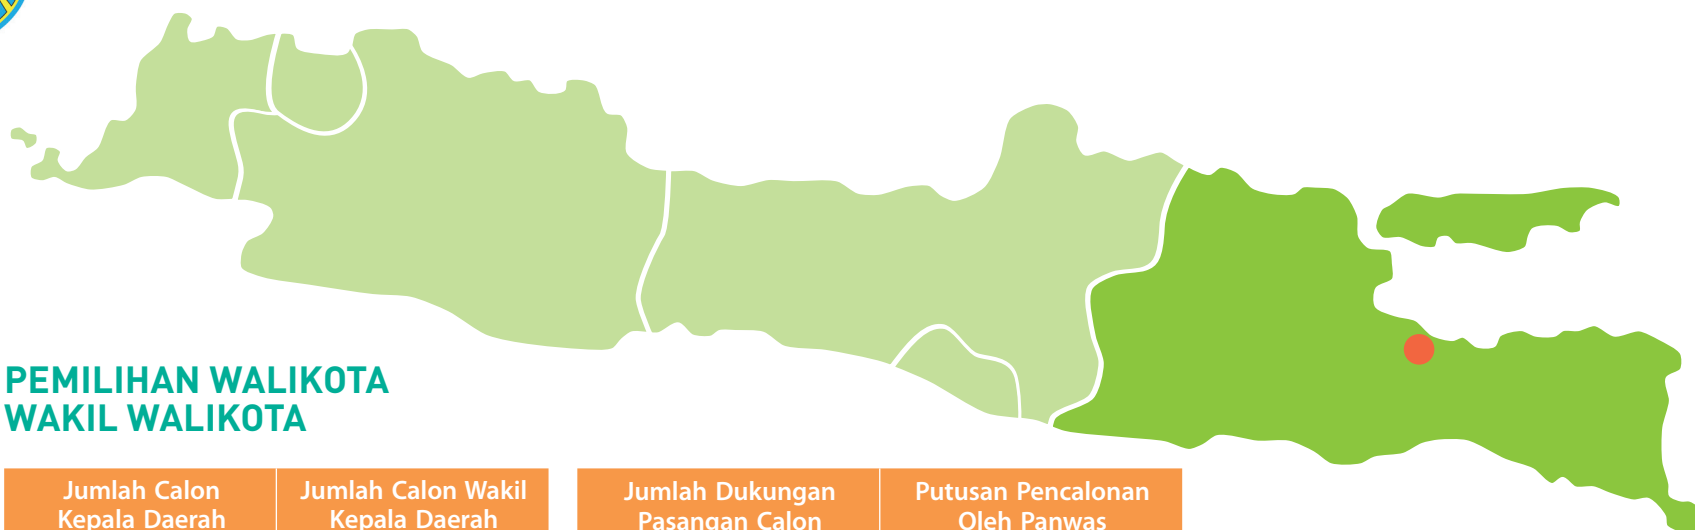 PEMILIHAN WALIKOTA
WAKIL WALIKOTA
Jumlah Calon
Kepala Daerah
Jumlah Calon Wakil
Kepala Daerah
Jumlah Dukungan
Pasangan Calon
Putusan Pencalonan
Oleh Panwas